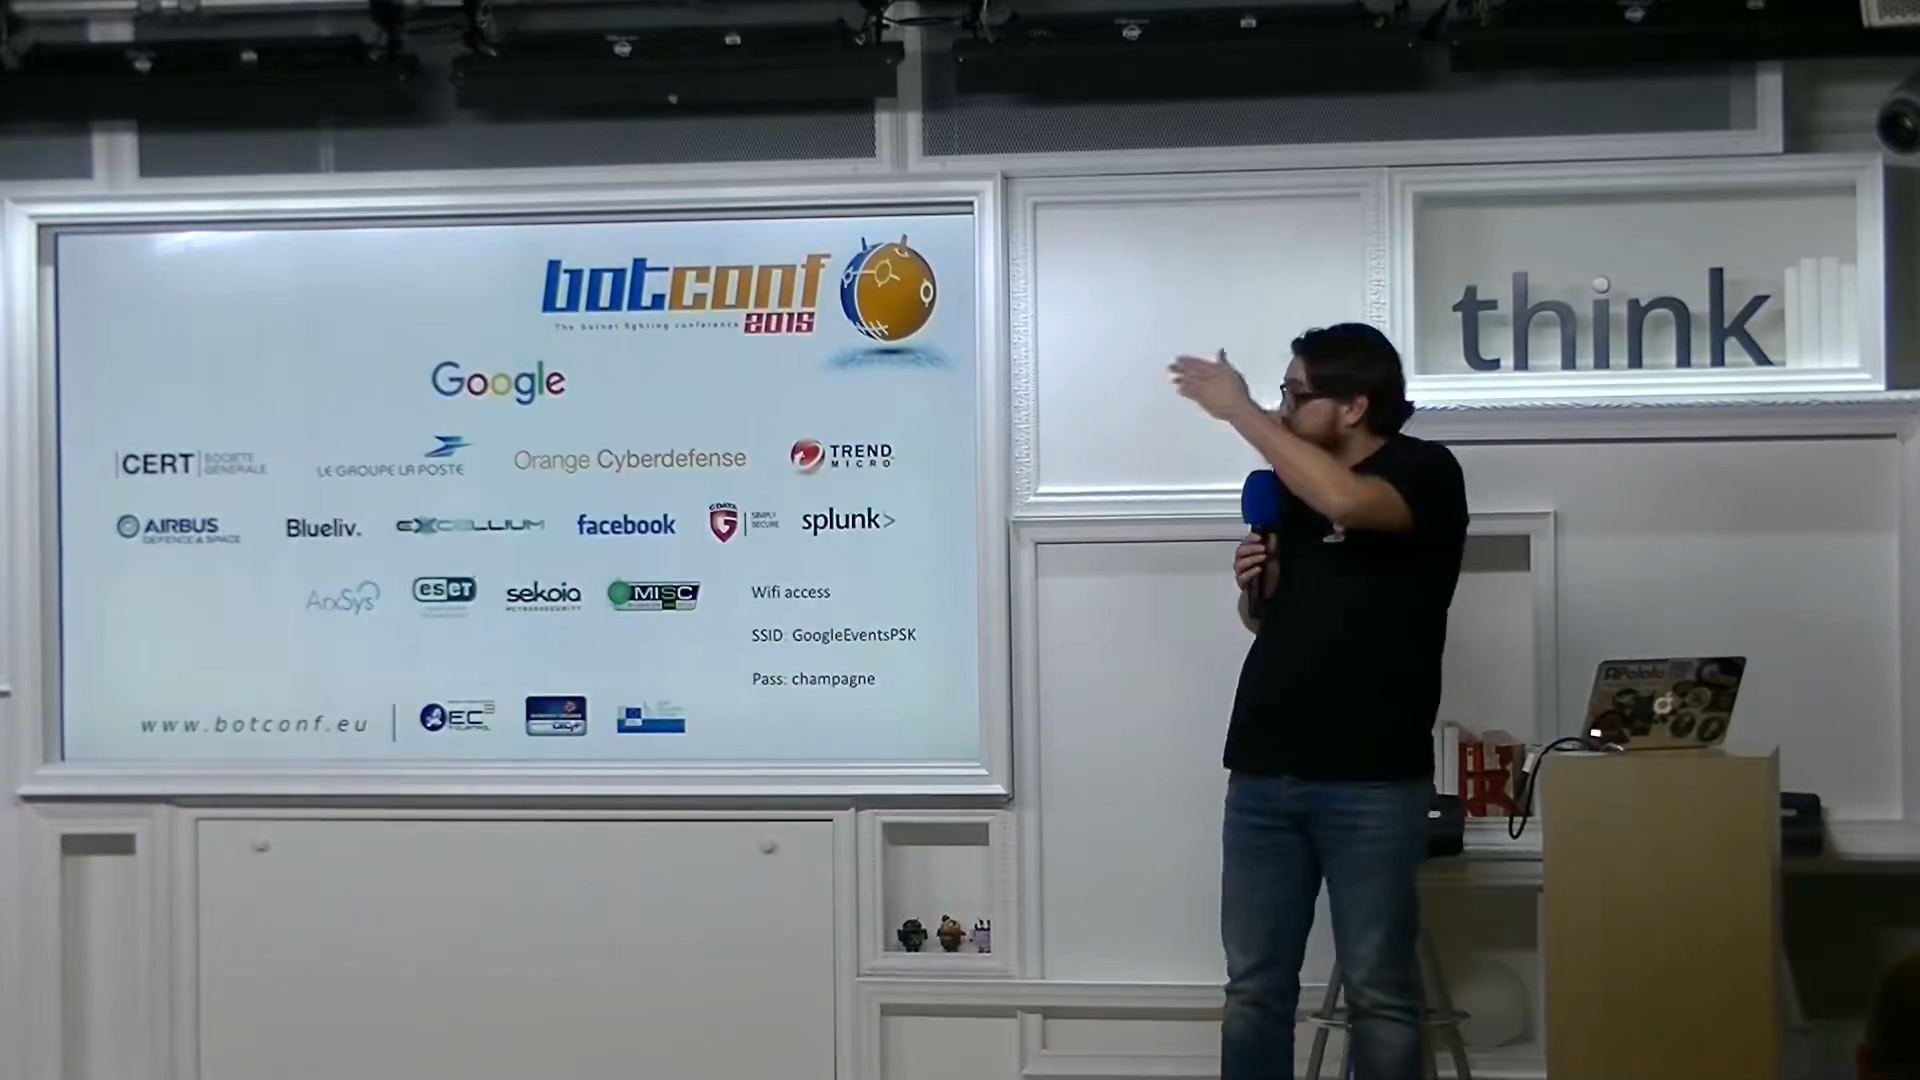 botconf
The botnet fighting conference 2015
think
Google
CERT SOCIETE GENERALE
LE GROUPE LA POSTE
Orange Cyberdefense
TREND MICRO
AIRBUS DEFENCE & SPACE
Blueliv.
EXCELLIUM
facebook
G DATA SIMPLY SECURE
splunk>
ArxSys
eseT
sekoia
CYBERSECURITY
MISC
Wifi access
SSID: GoogleEventsPSK
Pass: champagne
www.botconf.eu
EC3